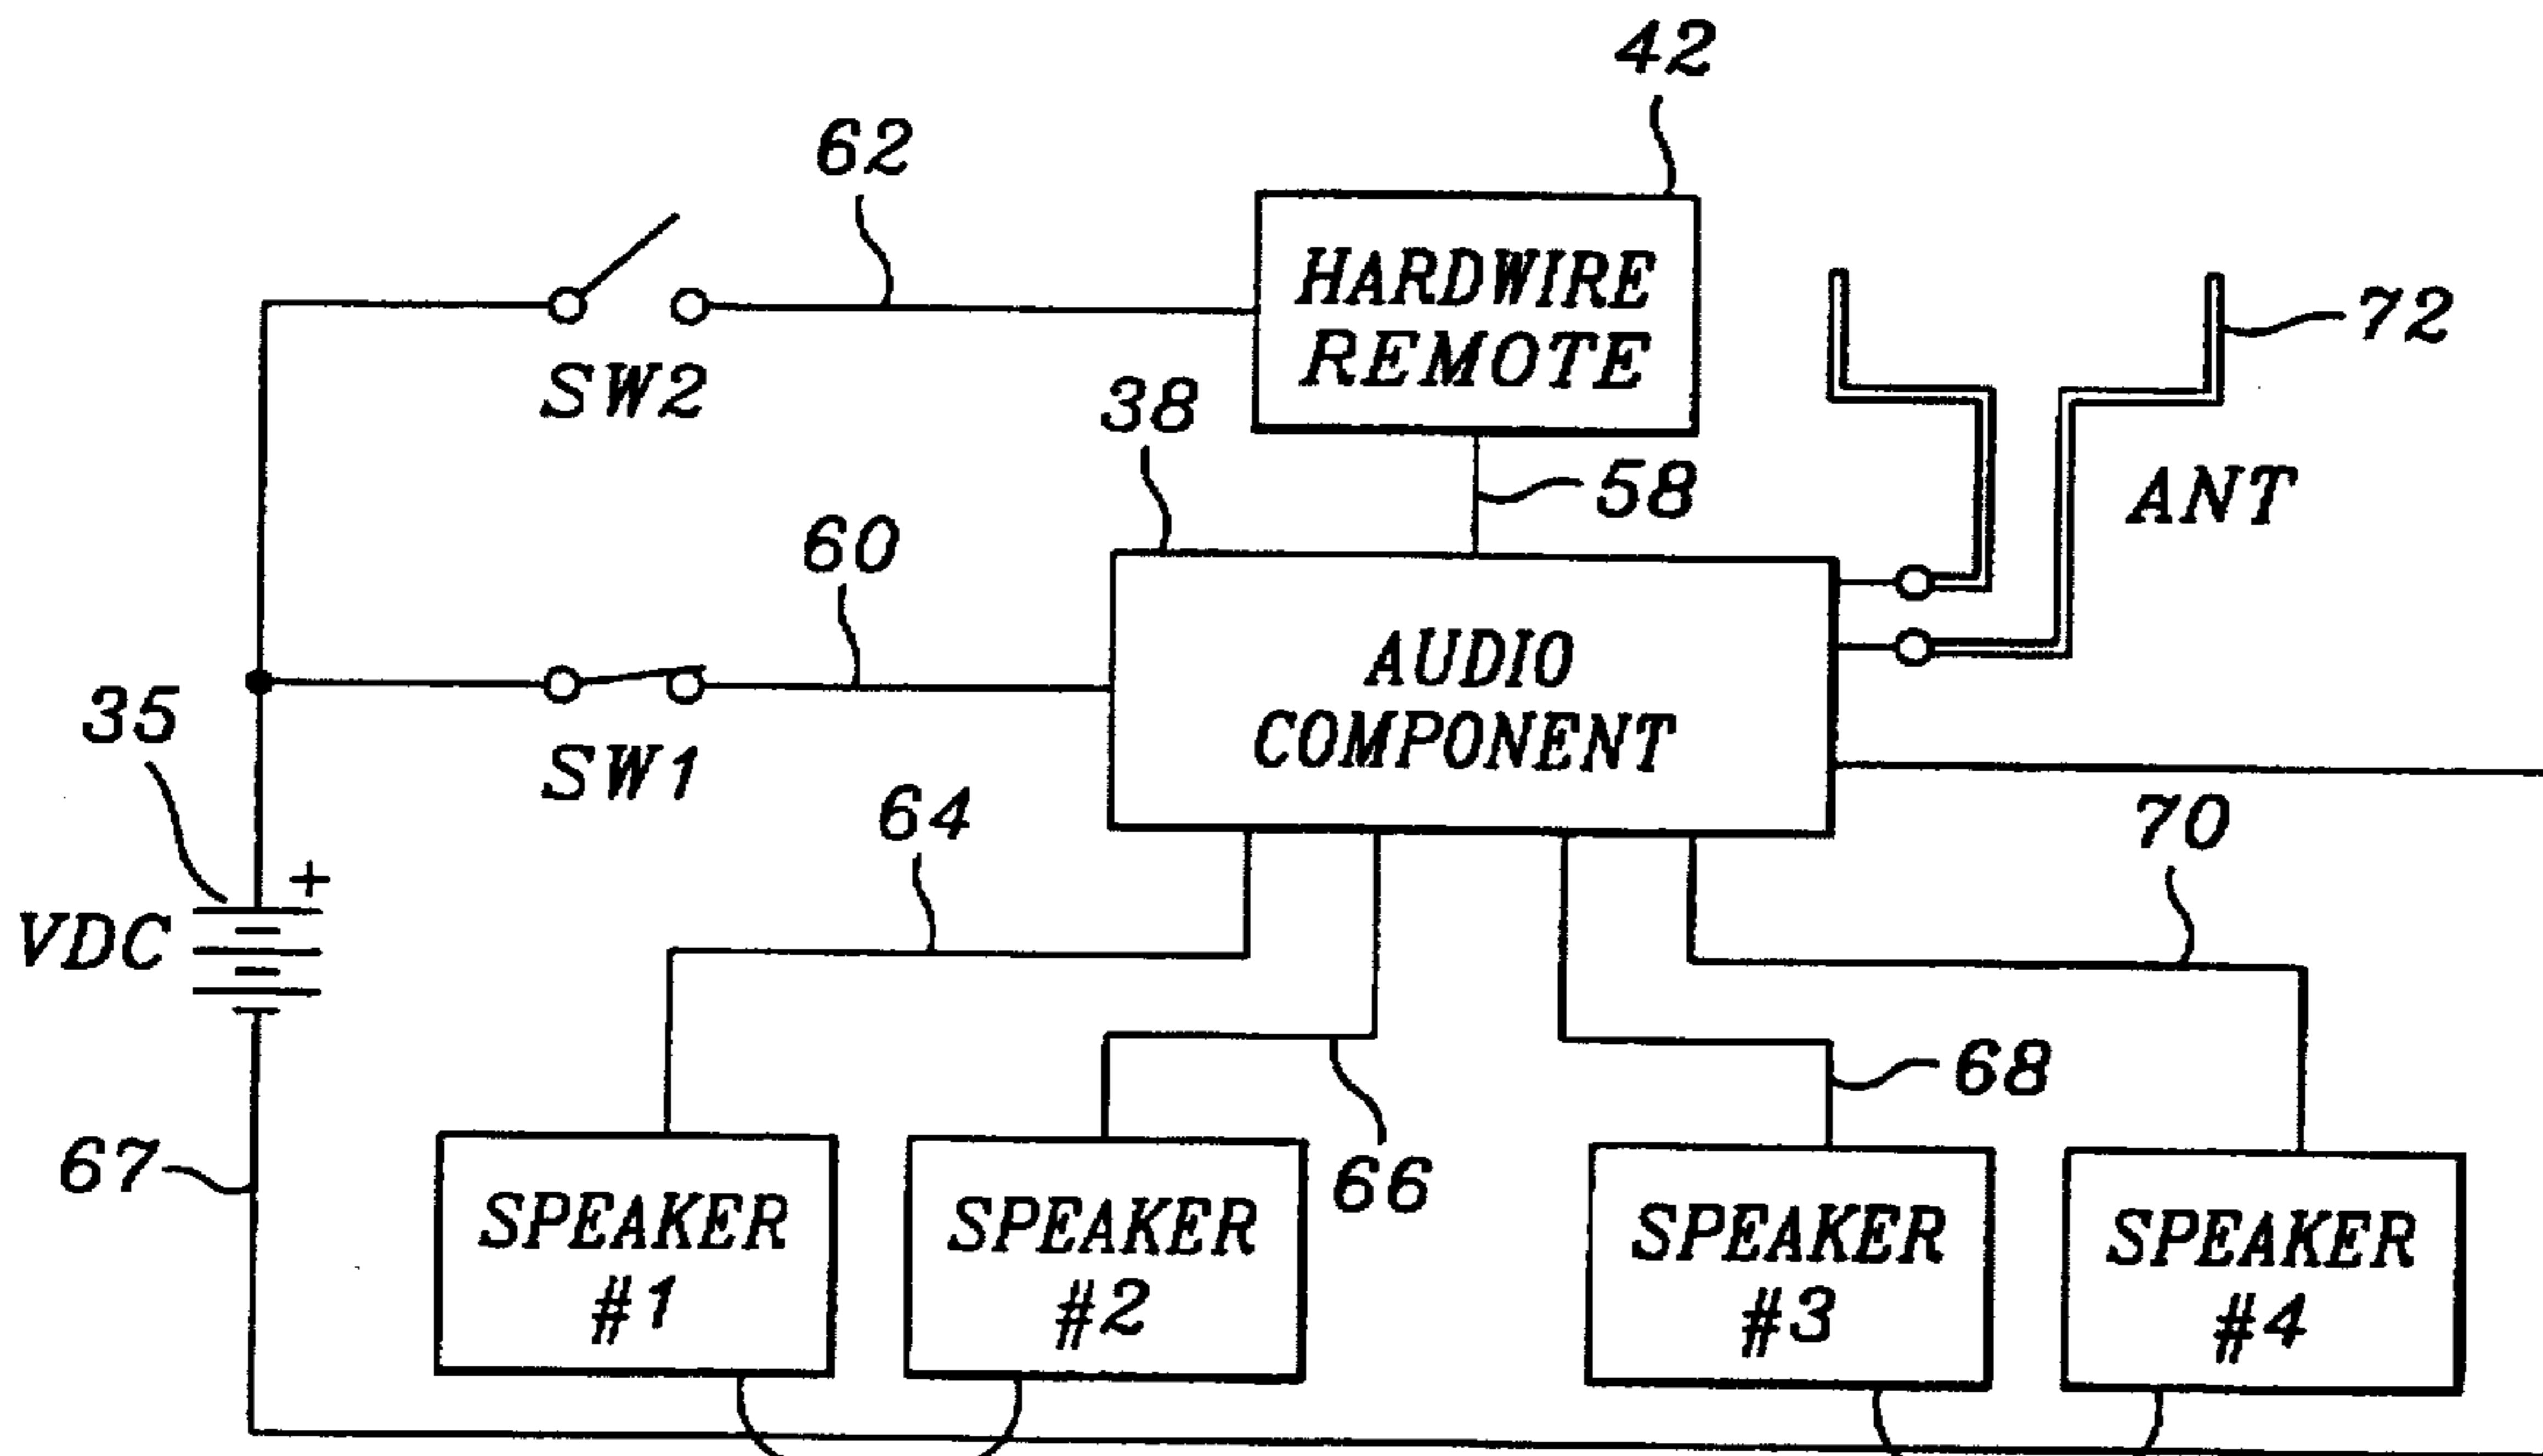 42
62
HARDWIRE
REMOTE
72
SW2
38
58
ANT
60
AUDIO
COMPONENT
35
SW1
64
70
+
VDC
68
67
66
SPEAKER
#1
SPEAKER
#2
SPEAKER
#3
SPEAKER
#4